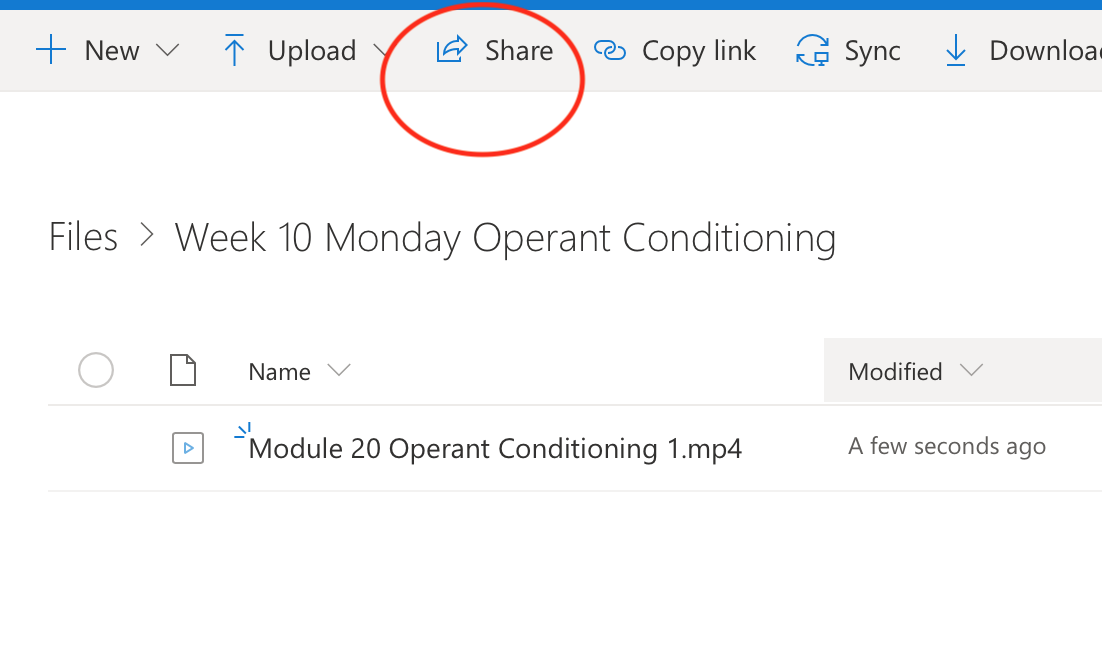 New Upload Share Copy link Sync Downloa
Files > Week 10 Monday Operant Conditioning
Name Modified
Module 20 Operant Conditioning 1.mp4 A few seconds ago